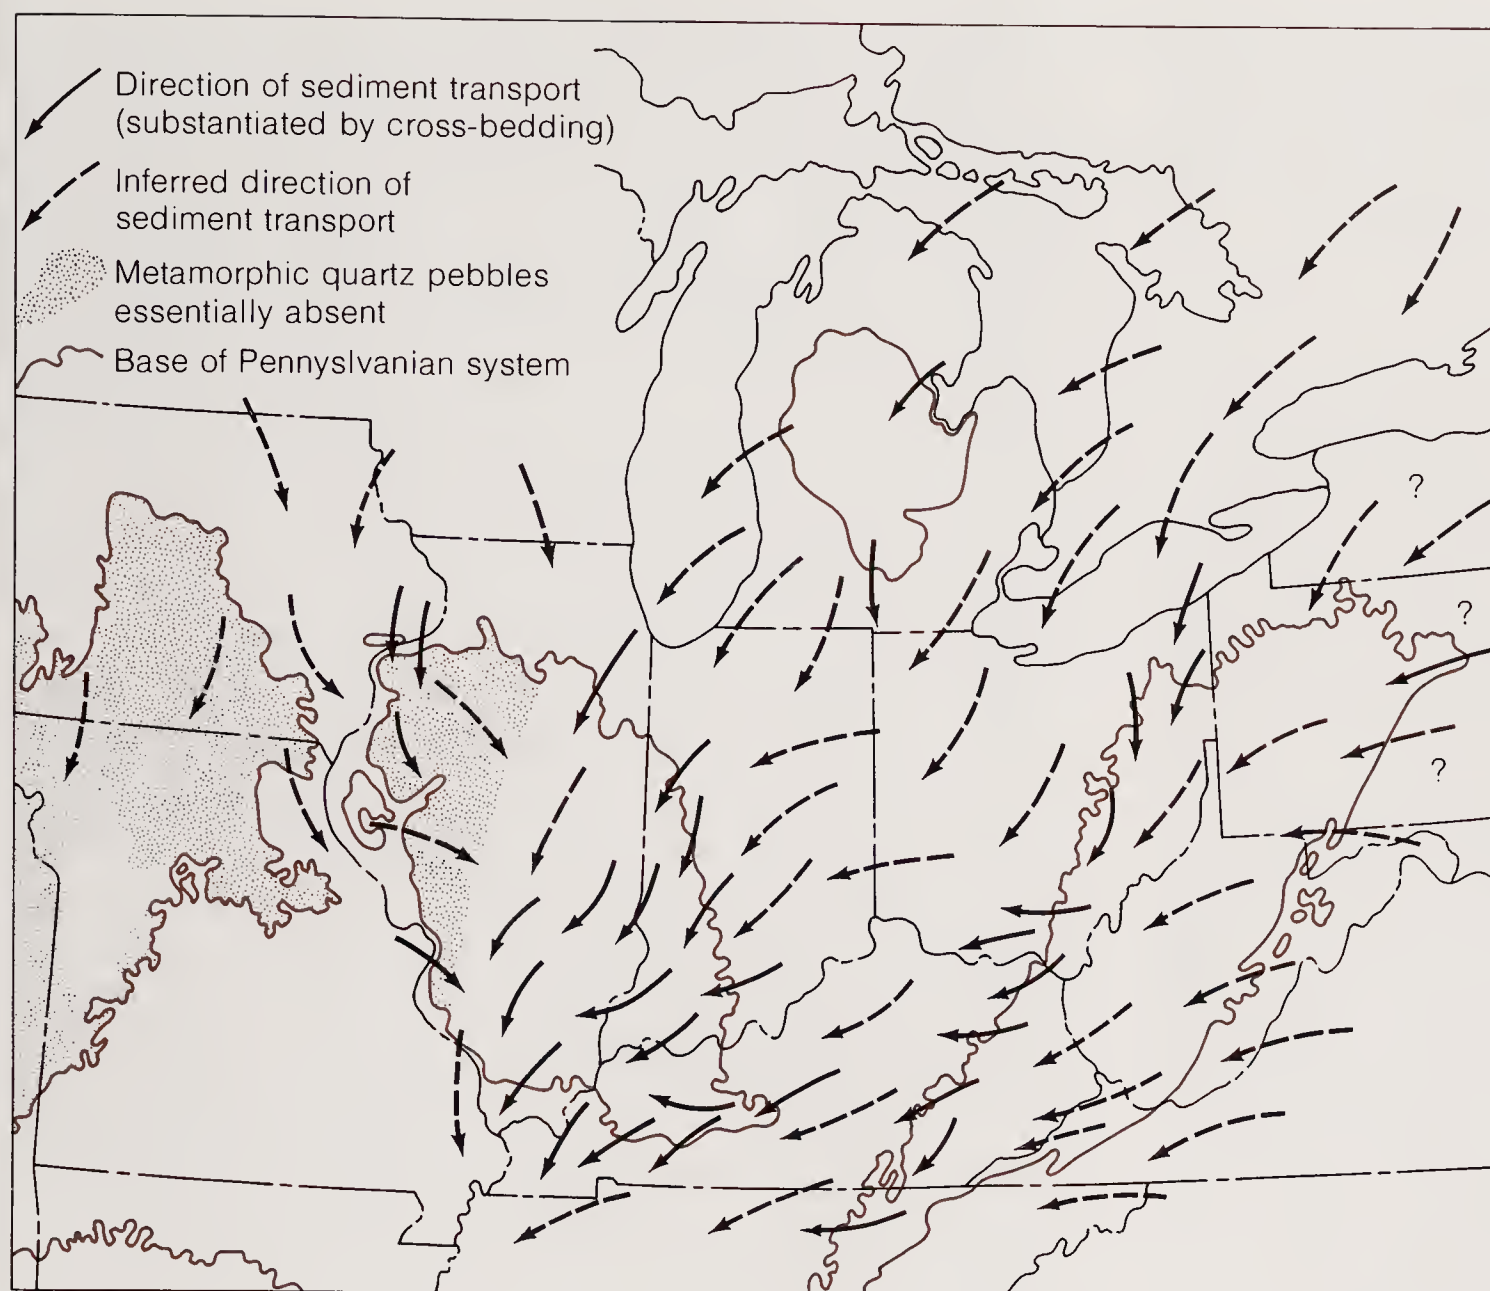 Direction of sediment transport
(substantiated by cross-bedding)
Inferred direction of
sediment transport
Metamorphic quartz pebbles
essentially absent
Base of Pennyslvanian system
?
?
?